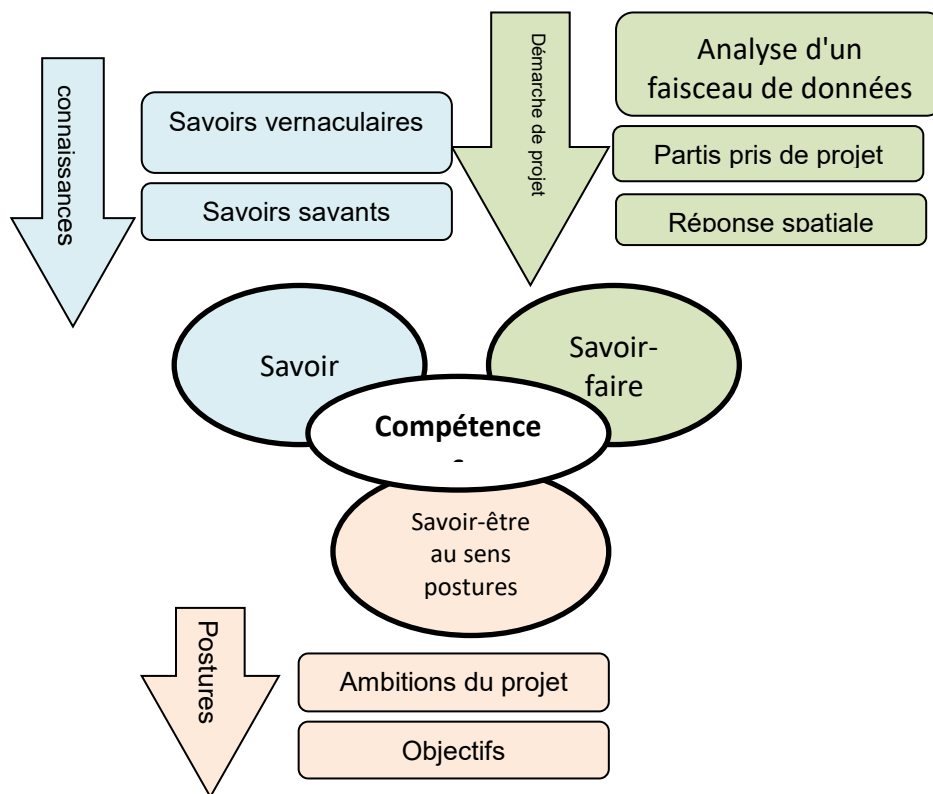 connaissances
Savoirs vernaculaires
Savoirs savants
Démarche de projet
Analyse d'un
faisceau de données
Partis pris de projet
Réponse spatiale
Savoir
Savoir-
faire
Compétence
Savoir-être
au sens
postures
Postures
Ambitions du projet
Objectifs